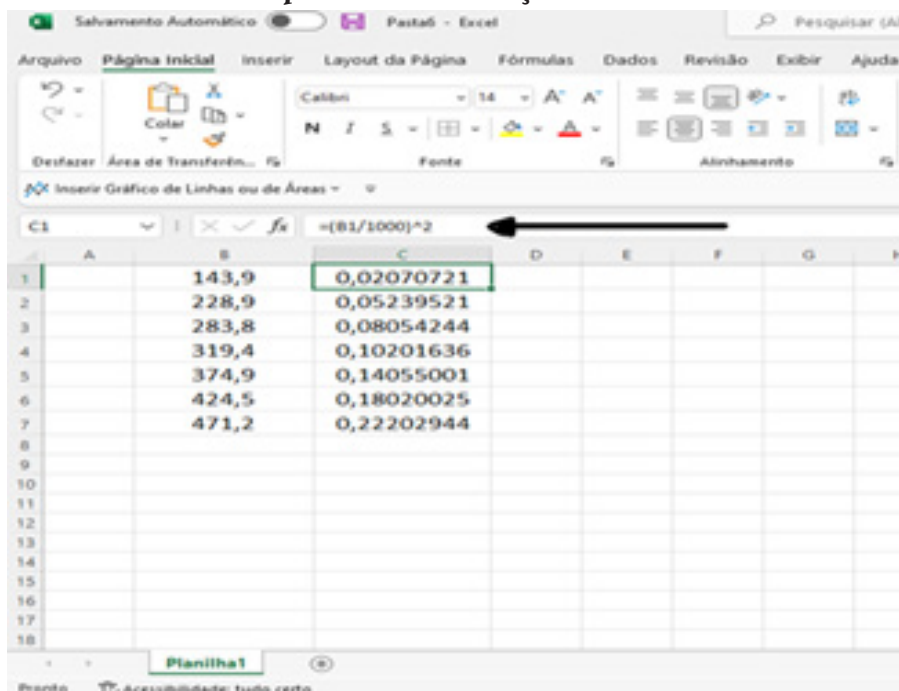 Salvamento Automático Pasta6 - Excel Pesquisar
Arquivo Página Inicial Inserir Layout da Página Fórmulas Dados Revisão Exibir Ajuda
Calibri 14 A A
Colar
N I S A
Desfazer Área de Transferên... Fonte Alinhamento
Inserir Gráfico de Linhas ou de Áreas
C1 fx =(B1/1000)^2
A B C D E F G
1 143,9 0,02070721
2 228,9 0,05239521
3 283,8 0,08054244
4 319,4 0,10201636
5 374,9 0,14055001
6 424,5 0,18020025
7 471,2 0,22202944
8
9
10
11
12
13
14
15
16
17
18
Planilha1
Pronto Acessibilidade: tudo certo